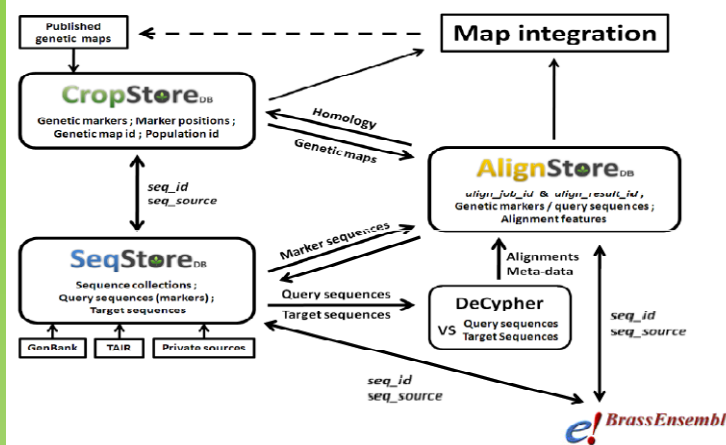 Published
genetic maps
Map integration
CropStoreDB
Genetic markers ; Marker positions ;
Genetic map id ; Population id
Homology
Genetic maps
AlignStoreDB
align_job_id & align_result_id ,
Genetic markers / query sequences ;
Alignment features
seq_id
seq_source
SeqStoreDB
Sequence collections ;
Query sequences (markers) ;
Target sequences
Marker sequences
Query sequences
Target sequences
Alignments
Meta-data
DeCypher
vs Query sequences
Target Sequences
GenBank
TAIR
Private sources
seq_id
seq_source
seq_id
seq_source
e! BrassEnsembl